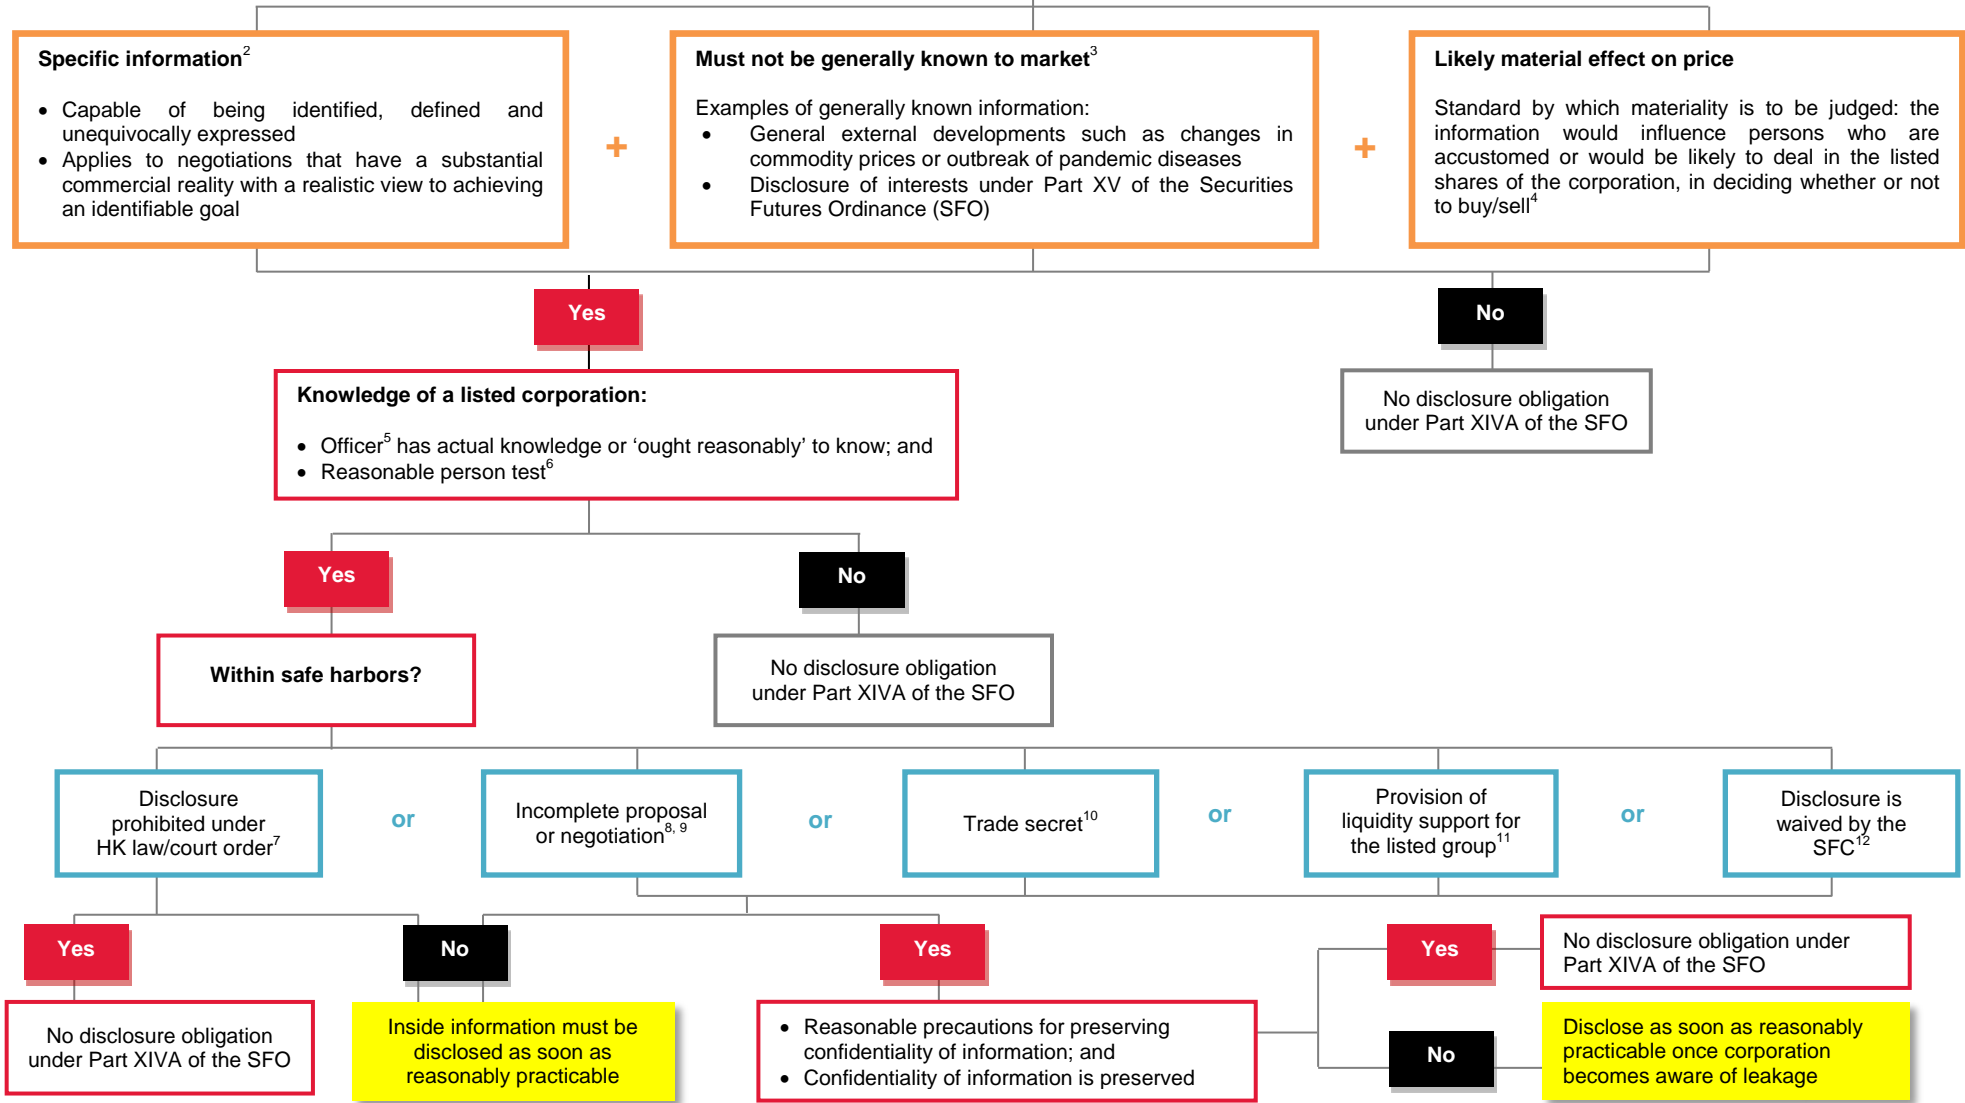 Specific information2
• Capable of being identified, defined and
unequivocally expressed
• Applies to negotiations that have a substantial
commercial reality with a realistic view to achieving
an identifiable goal
+
Must not be generally known to market3
Examples of generally known information:
• General external developments such as changes in
commodity prices or outbreak of pandemic diseases
• Disclosure of interests under Part XV of the Securities
Futures Ordinance (SFO)
+
Likely material effect on price
Standard by which materiality is to be judged: the
information would influence persons who are
accustomed or would be likely to deal in the listed
shares of the corporation, in deciding whether or not
to buy/sell4
Yes
No
Knowledge of a listed corporation:
• Officer5 has actual knowledge or ‘ought reasonably’ to know; and
• Reasonable person test6
No disclosure obligation
under Part XIVA of the SFO
Yes
No
Within safe harbors?
No disclosure obligation
under Part XIVA of the SFO
Disclosure
prohibited under
HK law/court order7
or
Incomplete proposal
or negotiation8, 9
or
Trade secret10
or
Provision of
liquidity support for
the listed group11
or
Disclosure is
waived by the
SFC12
Yes
No
Yes
Yes
No disclosure obligation under
Part XIVA of the SFO
No disclosure obligation
under Part XIVA of the SFO
Inside information must be
disclosed as soon as
reasonably practicable
• Reasonable precautions for preserving
confidentiality of information; and
• Confidentiality of information is preserved
No
Disclose as soon as reasonably
practicable once corporation
becomes aware of leakage